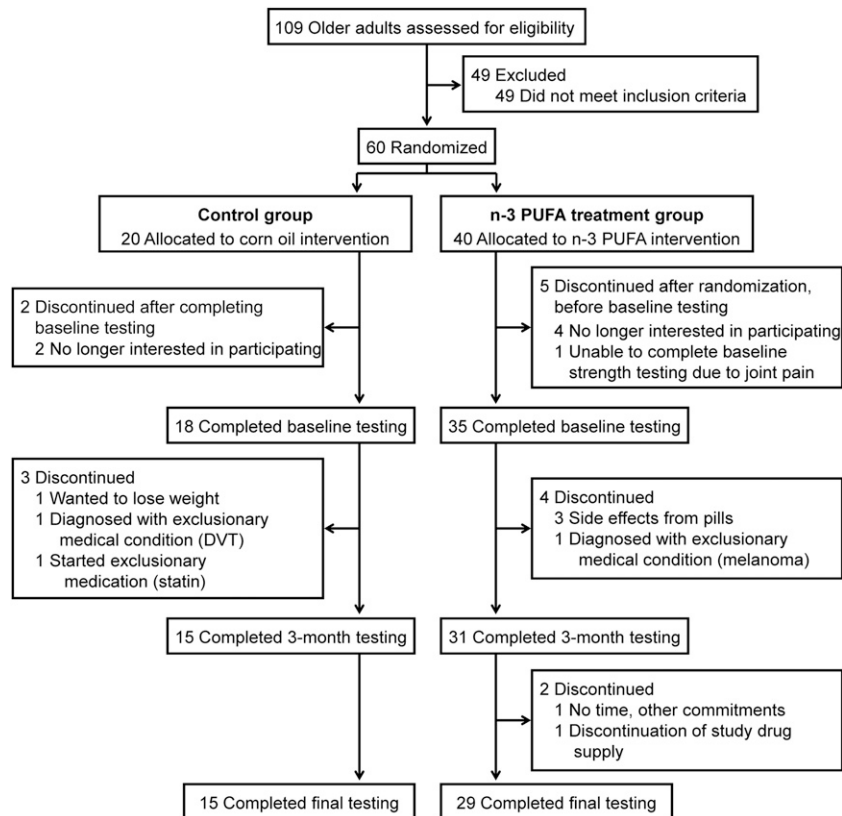 109 Older adults assessed for eligibility
49 Excluded
49 Did not meet inclusion criteria
60 Randomized
Control group
20 Allocated to corn oil intervention
n-3 PUFA treatment group
40 Allocated to n-3 PUFA intervention
2 Discontinued after completing
baseline testing
2 No longer interested in participating
5 Discontinued after randomization,
before baseline testing
4 No longer interested in participating
1 Unable to complete baseline
strength testing due to joint pain
18 Completed baseline testing
35 Completed baseline testing
3 Discontinued
1 Wanted to lose weight
1 Diagnosed with exclusionary
medical condition (DVT)
1 Started exclusionary
medication (statin)
4 Discontinued
3 Side effects from pills
1 Diagnosed with exclusionary
medical condition (melanoma)
15 Completed 3-month testing
31 Completed 3-month testing
2 Discontinued
1 No time, other commitments
1 Discontinuation of study drug
supply
15 Completed final testing
29 Completed final testing